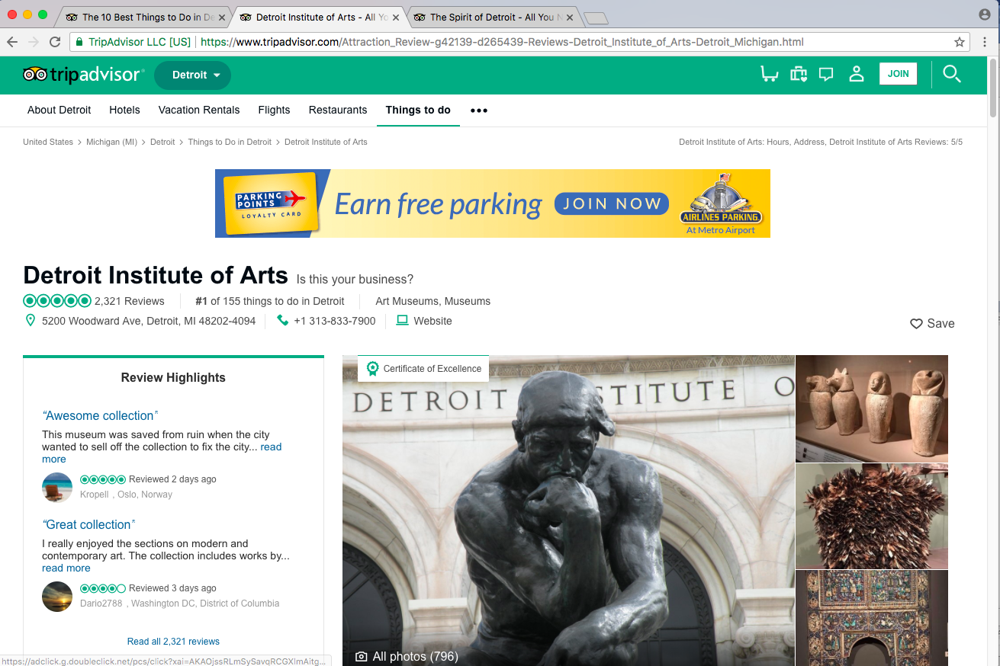 The 10 Best Things to Do in De
Detroit Institute of Arts - All Yo
The Spirit of Detroit - All You N
TripAdvisor LLC [US]
https://www.tripadvisor.com/Attraction_Review-g42139-d265439-Reviews-Detroit_Institute_of_Arts-Detroit_Michigan.html
tripadvisor®
Detroit
JOIN
About Detroit
Hotels
Vacation Rentals
Flights
Restaurants
Things to do
United States > Michigan (MI) > Detroit > Things to Do in Detroit > Detroit Institute of Arts
Detroit Institute of Arts: Hours, Address, Detroit Institute of Arts Reviews: 5/5
PARKING
POINTS
LOYALTY CARD
Earn free parking
JOIN NOW
AIRLINES PARKING
At Metro Airport
Detroit Institute of Arts Is this your business?
2,321 Reviews
#1 of 155 things to do in Detroit
Art Museums, Museums
5200 Woodward Ave, Detroit, MI 48202-4094
+1 313-833-7900
Website
Save
Review Highlights
“Awesome collection”
This museum was saved from ruin when the city
wanted to sell off the collection to fix the city... read
more
Reviewed 2 days ago
Kropell , Oslo, Norway
“Great collection”
I really enjoyed the sections on modern and
contemporary art. The collection includes works by...
read more
Reviewed 3 days ago
Dario2788 , Washington DC, District of Columbia
Read all 2,321 reviews
Certificate of Excellence
DETROIT STITUTE O
All photos (796)
https://adclick.g.doubleclick.net/pcs/click?xai=AKAOjssRLmSySavqRCGXlmAitg...